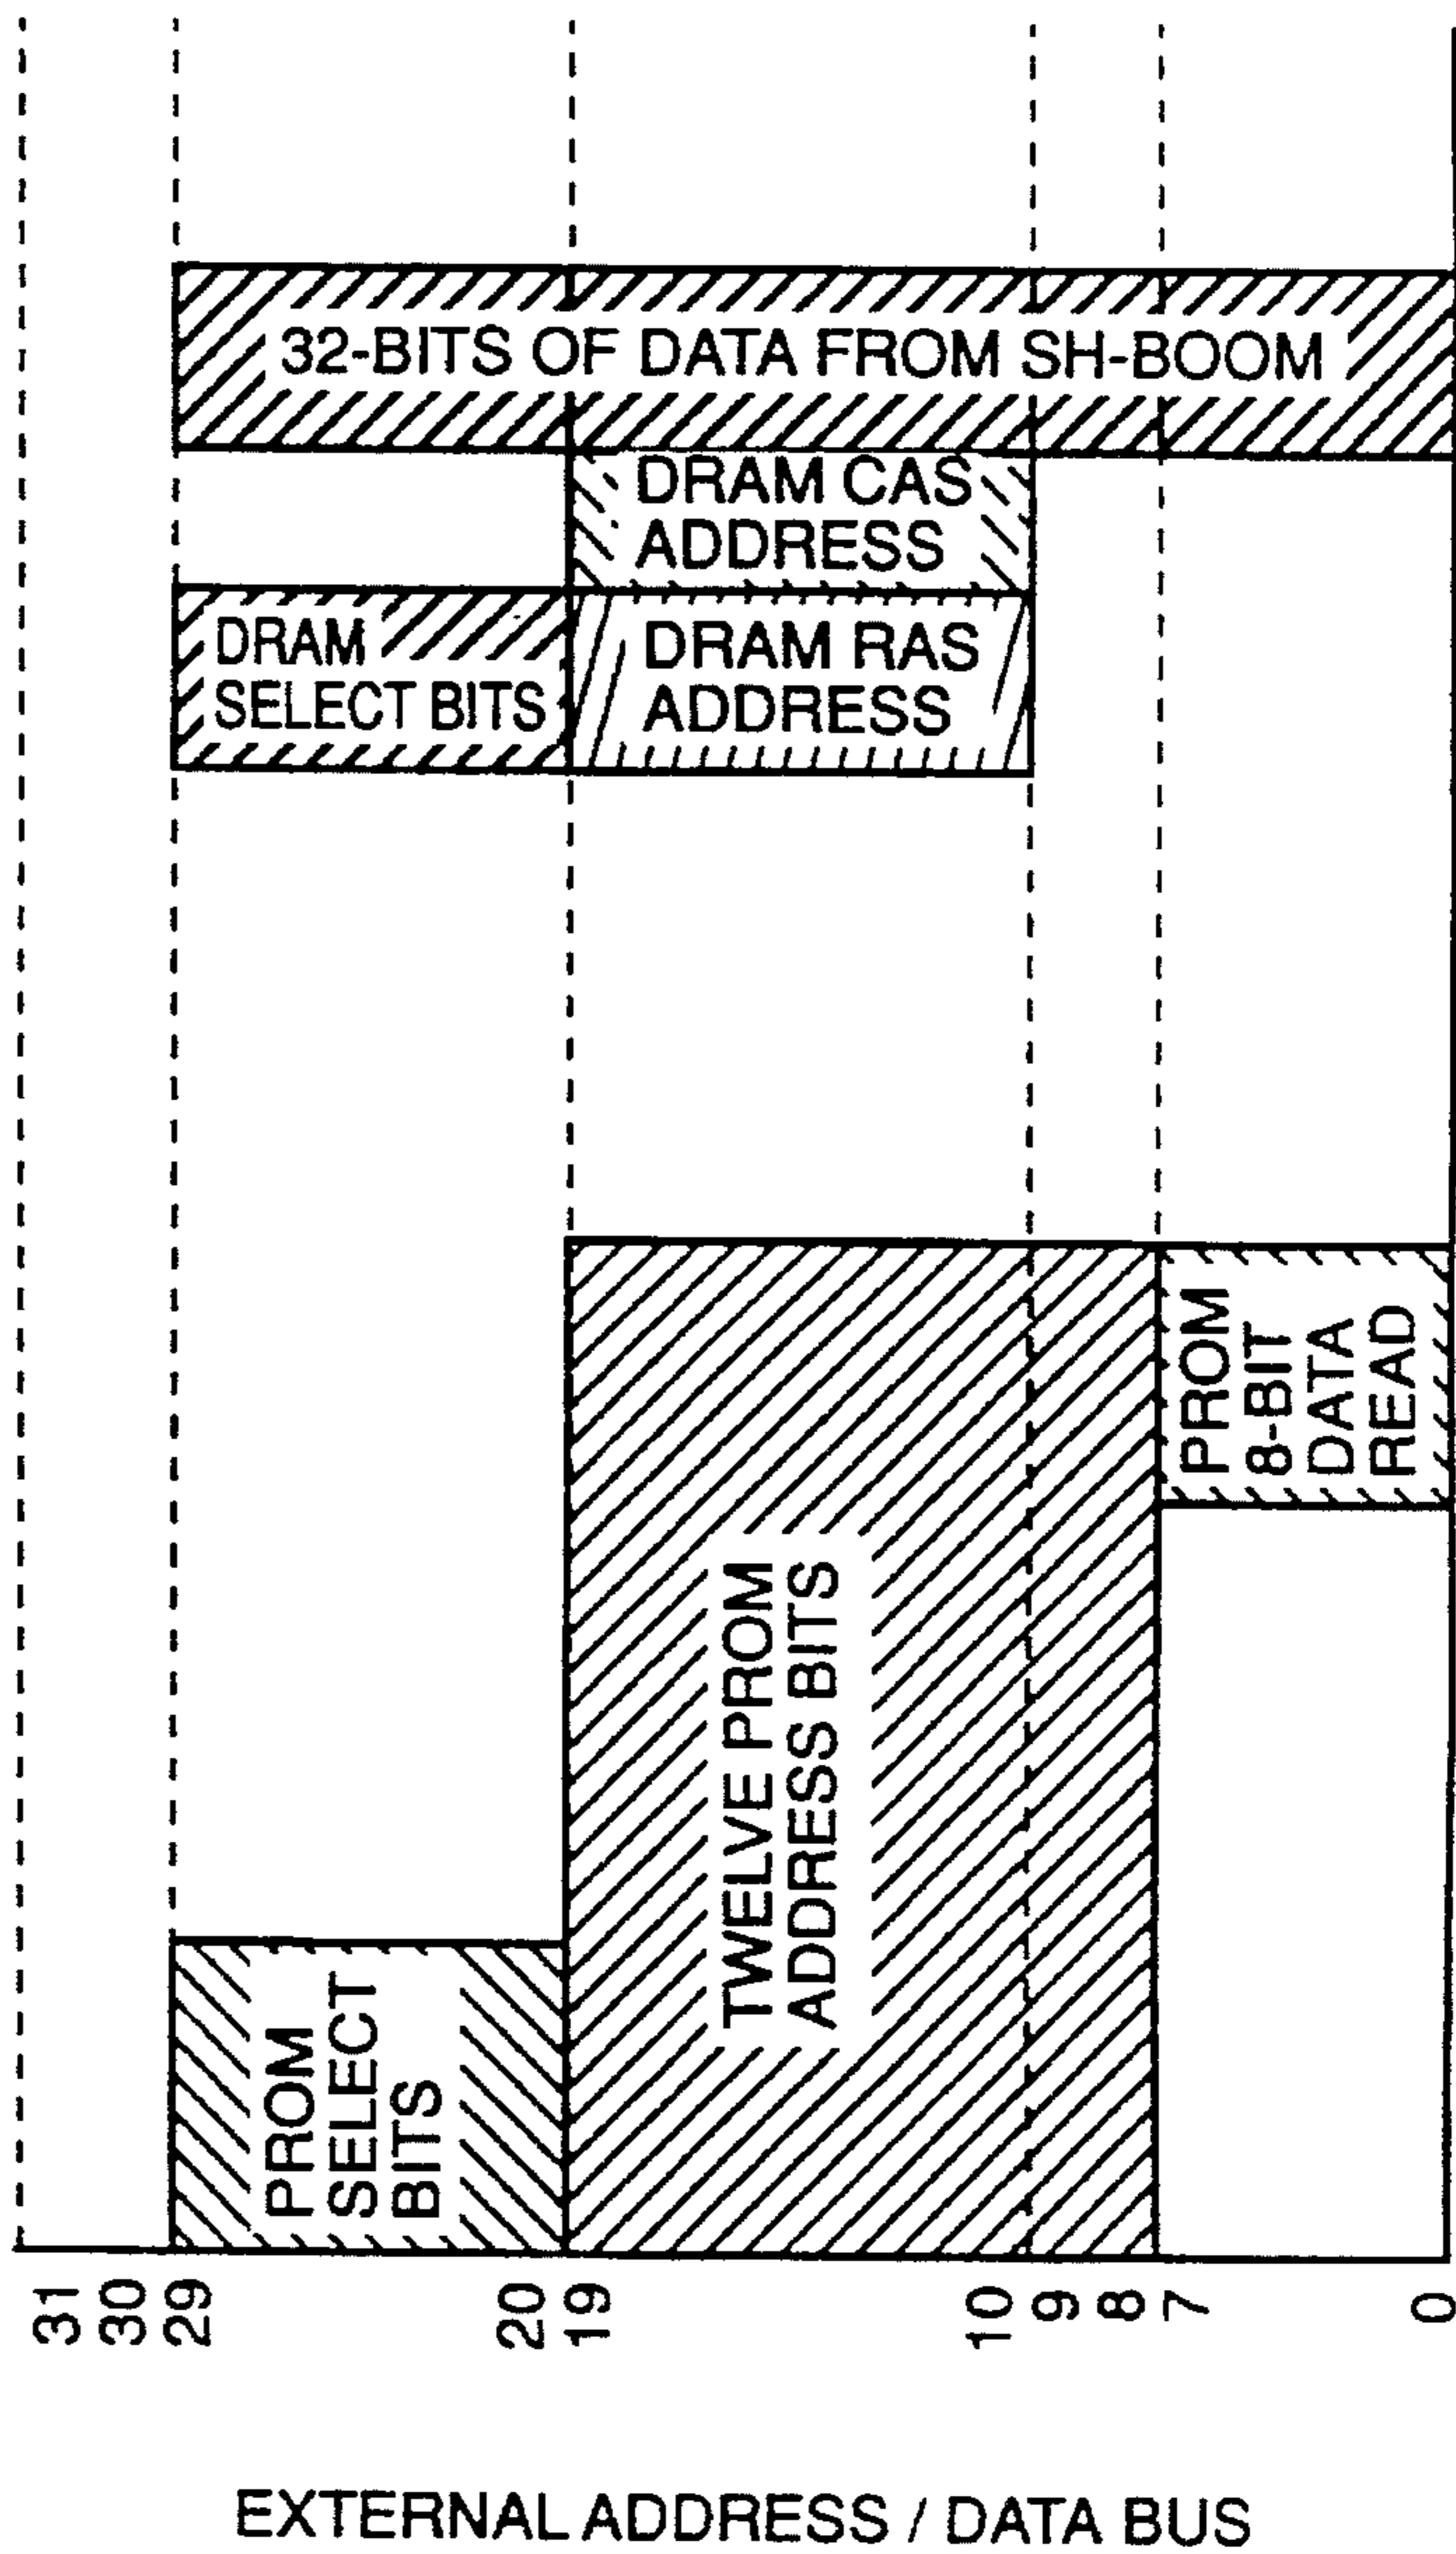 32-BITS OF DATA FROM SH-BOOM
DRAM CAS
ADDRESS
DRAM
SELECT BITS
DRAM RAS
ADDRESS
PROM
8-BIT
DATA
READ
TWELVE PROM
ADDRESS BITS
PROM
SELECT
BITS
31
30
29
20
19
10
9
8
7
0
EXTERNAL ADDRESS / DATA BUS